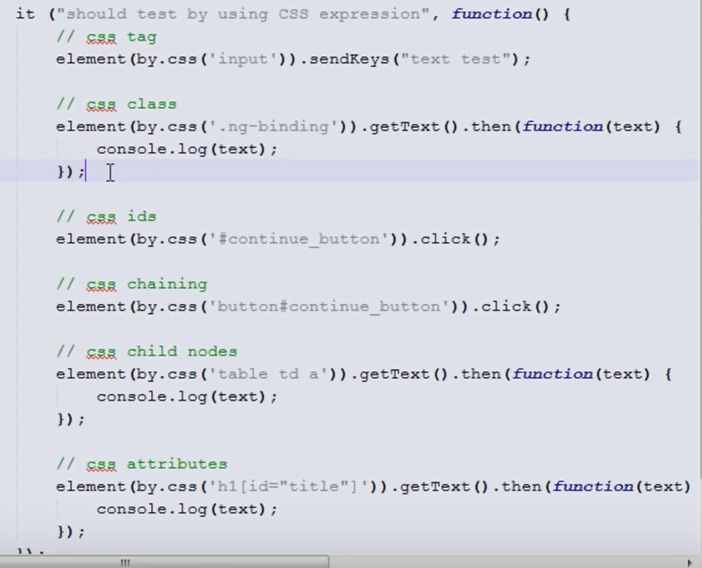 it ("should test by using CSS expression", function() {
// css tag
element(by.css('input')).sendKeys("text test");
// css class
element(by.css('.ng-binding')).getText().then(function(text) {
console.log(text);
});
// css ids
element(by.css('#continue_button')).click();
// css chaining
element(by.css('button#continue_button')).click();
// css child nodes
element(by.css('table td a')).getText().then(function(text) {
console.log(text);
});
// css attributes
element(by.css('h1[id="title"]')).getText().then(function(text)
console.log(text);
});
});